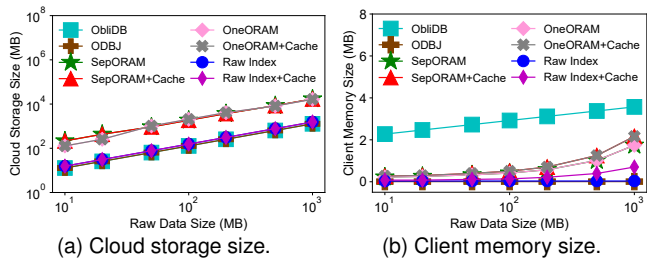 Cloud Storage Size (MB)
10^8
10^6
10^4
10^2
10^0
ObliDB
ODBJ
SepORAM
SepORAM+Cache
OneORAM
OneORAM+Cache
Raw Index
Raw Index+Cache
10^1
10^2
10^3
Raw Data Size (MB)
(a) Cloud storage size.
Client Memory Size (MB)
8
6
4
2
0
ObliDB
ODBJ
SepORAM
SepORAM+Cache
OneORAM
OneORAM+Cache
Raw Index
Raw Index+Cache
10^1
10^2
10^3
Raw Data Size (MB)
(b) Client memory size.